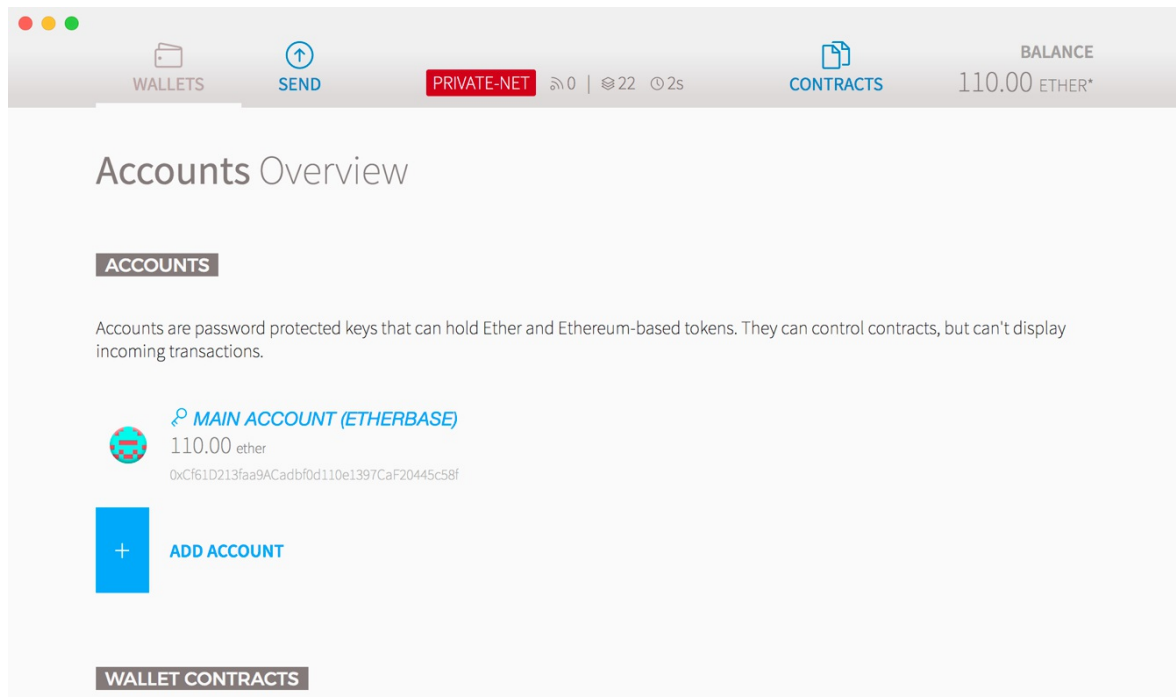 WALLETS
SEND
PRIVATE-NET 0 | 22 2s
CONTRACTS
BALANCE
110.00 ETHER*
Accounts Overview
ACCOUNTS
Accounts are password protected keys that can hold Ether and Ethereum-based tokens. They can control contracts, but can't display
incoming transactions.
MAIN ACCOUNT (ETHERBASE)
110.00 ether
0xCf61D213faa9ACadbf0d110e1397CaF20445c58f
+ ADD ACCOUNT
WALLET CONTRACTS